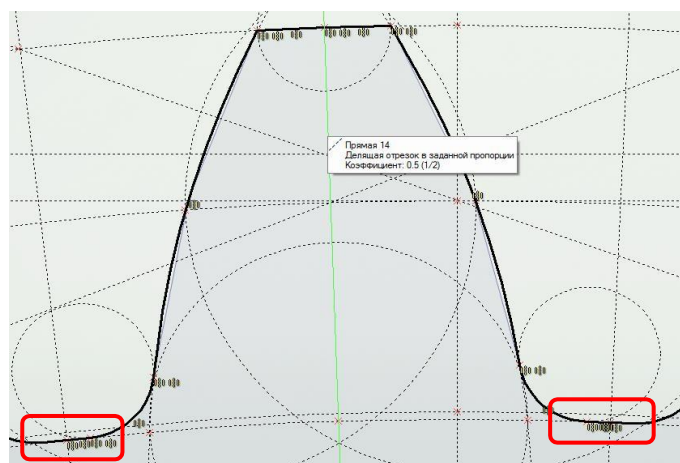 Прямая 14
Делящая отрезок в заданной пропорции
Коэффициент: 0.5 (1/2)